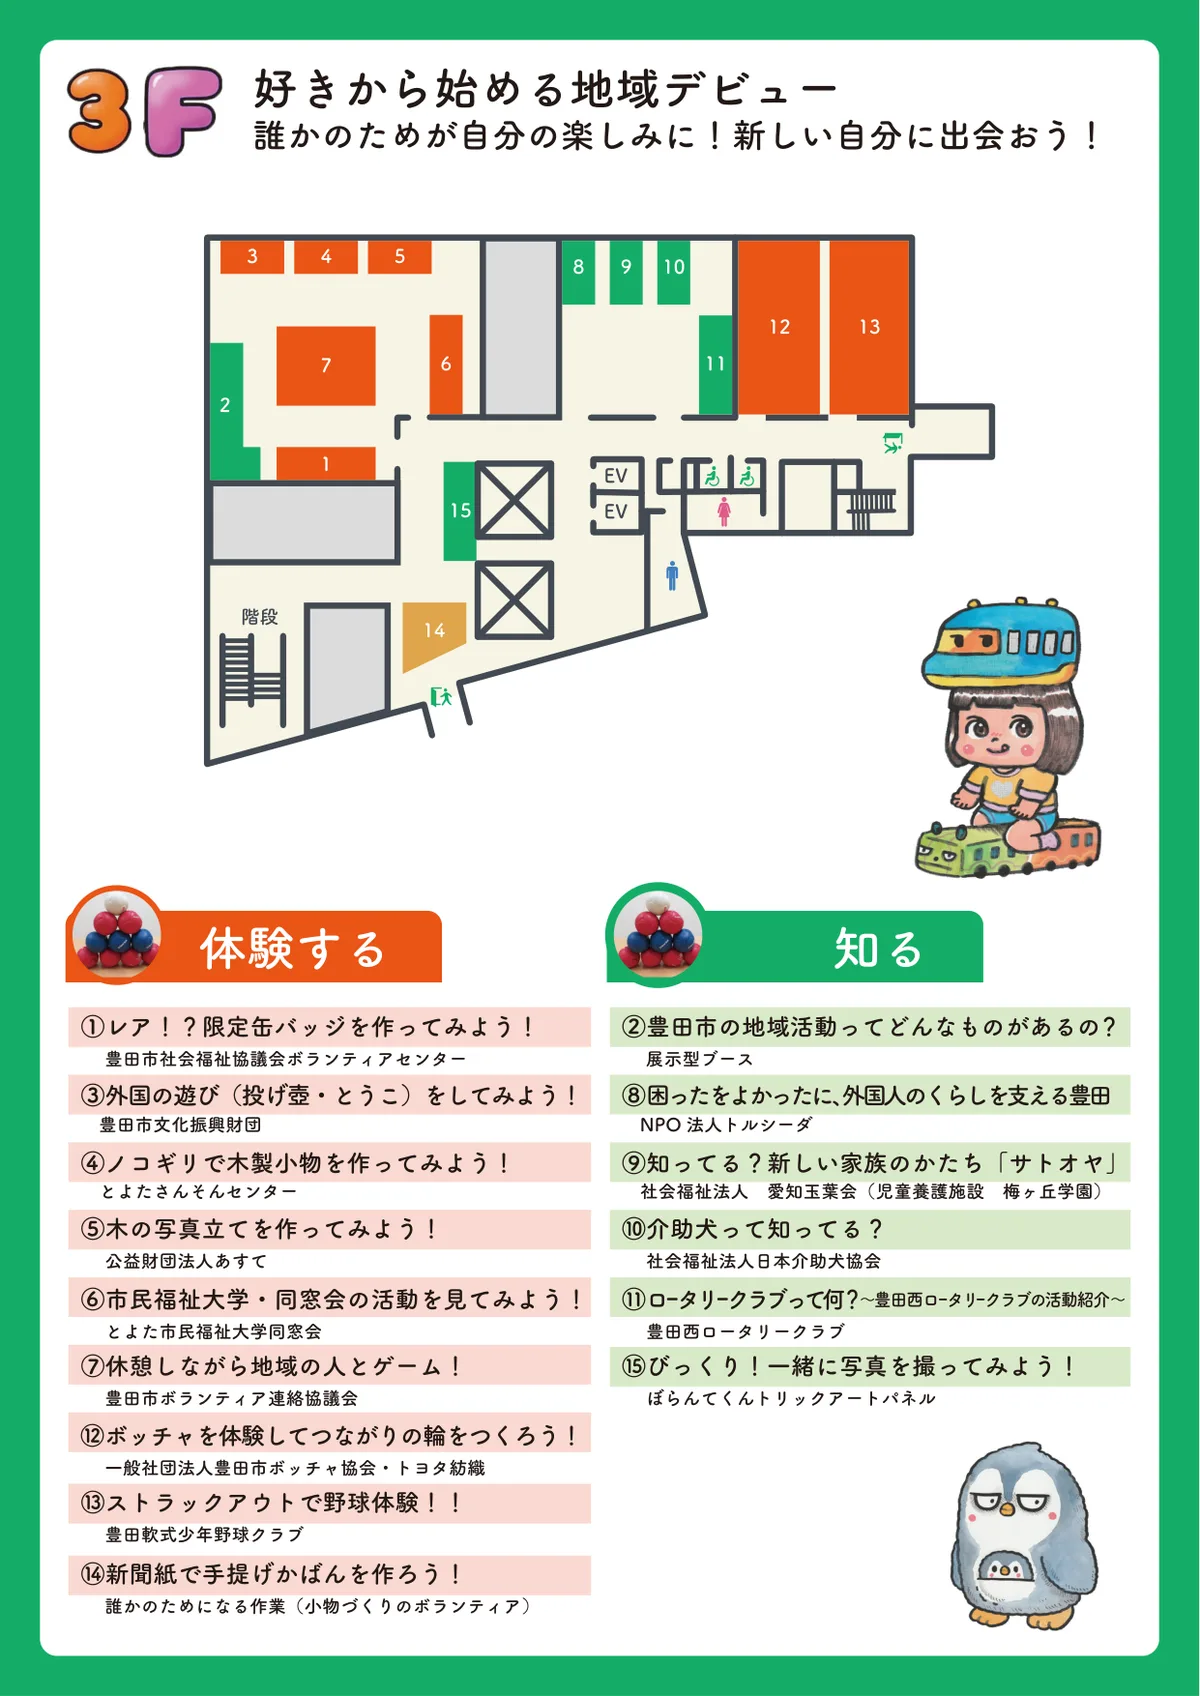 3F
好きから始める地域デビュー
誰かのためが自分の楽しみに！新しい自分に出会おう！
3 4 5 8 9 10
12 13
7 6 11
2
1
15
EV
EV
階段
14
体験する
①レア！？限定缶バッジを作ってみよう！
豊田市社会福祉協議会ボランティアセンター
③外国の遊び（投げ壺・とうこ）をしてみよう！
豊田市文化振興財団
④ノコギリで木製小物を作ってみよう！
とよたさんそんセンター
⑤木の写真立てを作ってみよう！
公益財団法人あすて
⑥市民福祉大学・同窓会の活動を見てみよう！
とよた市民福祉大学同窓会
⑦休憩しながら地域の人とゲーム！
豊田市ボランティア連絡協議会
⑫ボッチャを体験してつながりの輪をつくろう！
一般社団法人豊田市ボッチャ協会・トヨタ紡織
⑬ストラックアウトで野球体験！！
豊田軟式少年野球クラブ
⑭新聞紙で手提げかばんを作ろう！
誰かのためになる作業（小物づくりのボランティア）
知る
②豊田市の地域活動ってどんなものがあるの？
展示型ブース
⑧困ったをよかったに、外国人のくらしを支える豊田
NPO 法人トルシーダ
⑨知ってる？新しい家族のかたち「サトオヤ」
社会福祉法人　愛知玉葉会（児童養護施設　梅ヶ丘学園）
⑩介助犬って知ってる？
社会福祉法人日本介助犬協会
⑪ロータリークラブって何？～豊田西ロータリークラブの活動紹介～
豊田西ロータリークラブ
⑮びっくり！一緒に写真を撮ってみよう！
ぼらんてくんトリックアートパネル